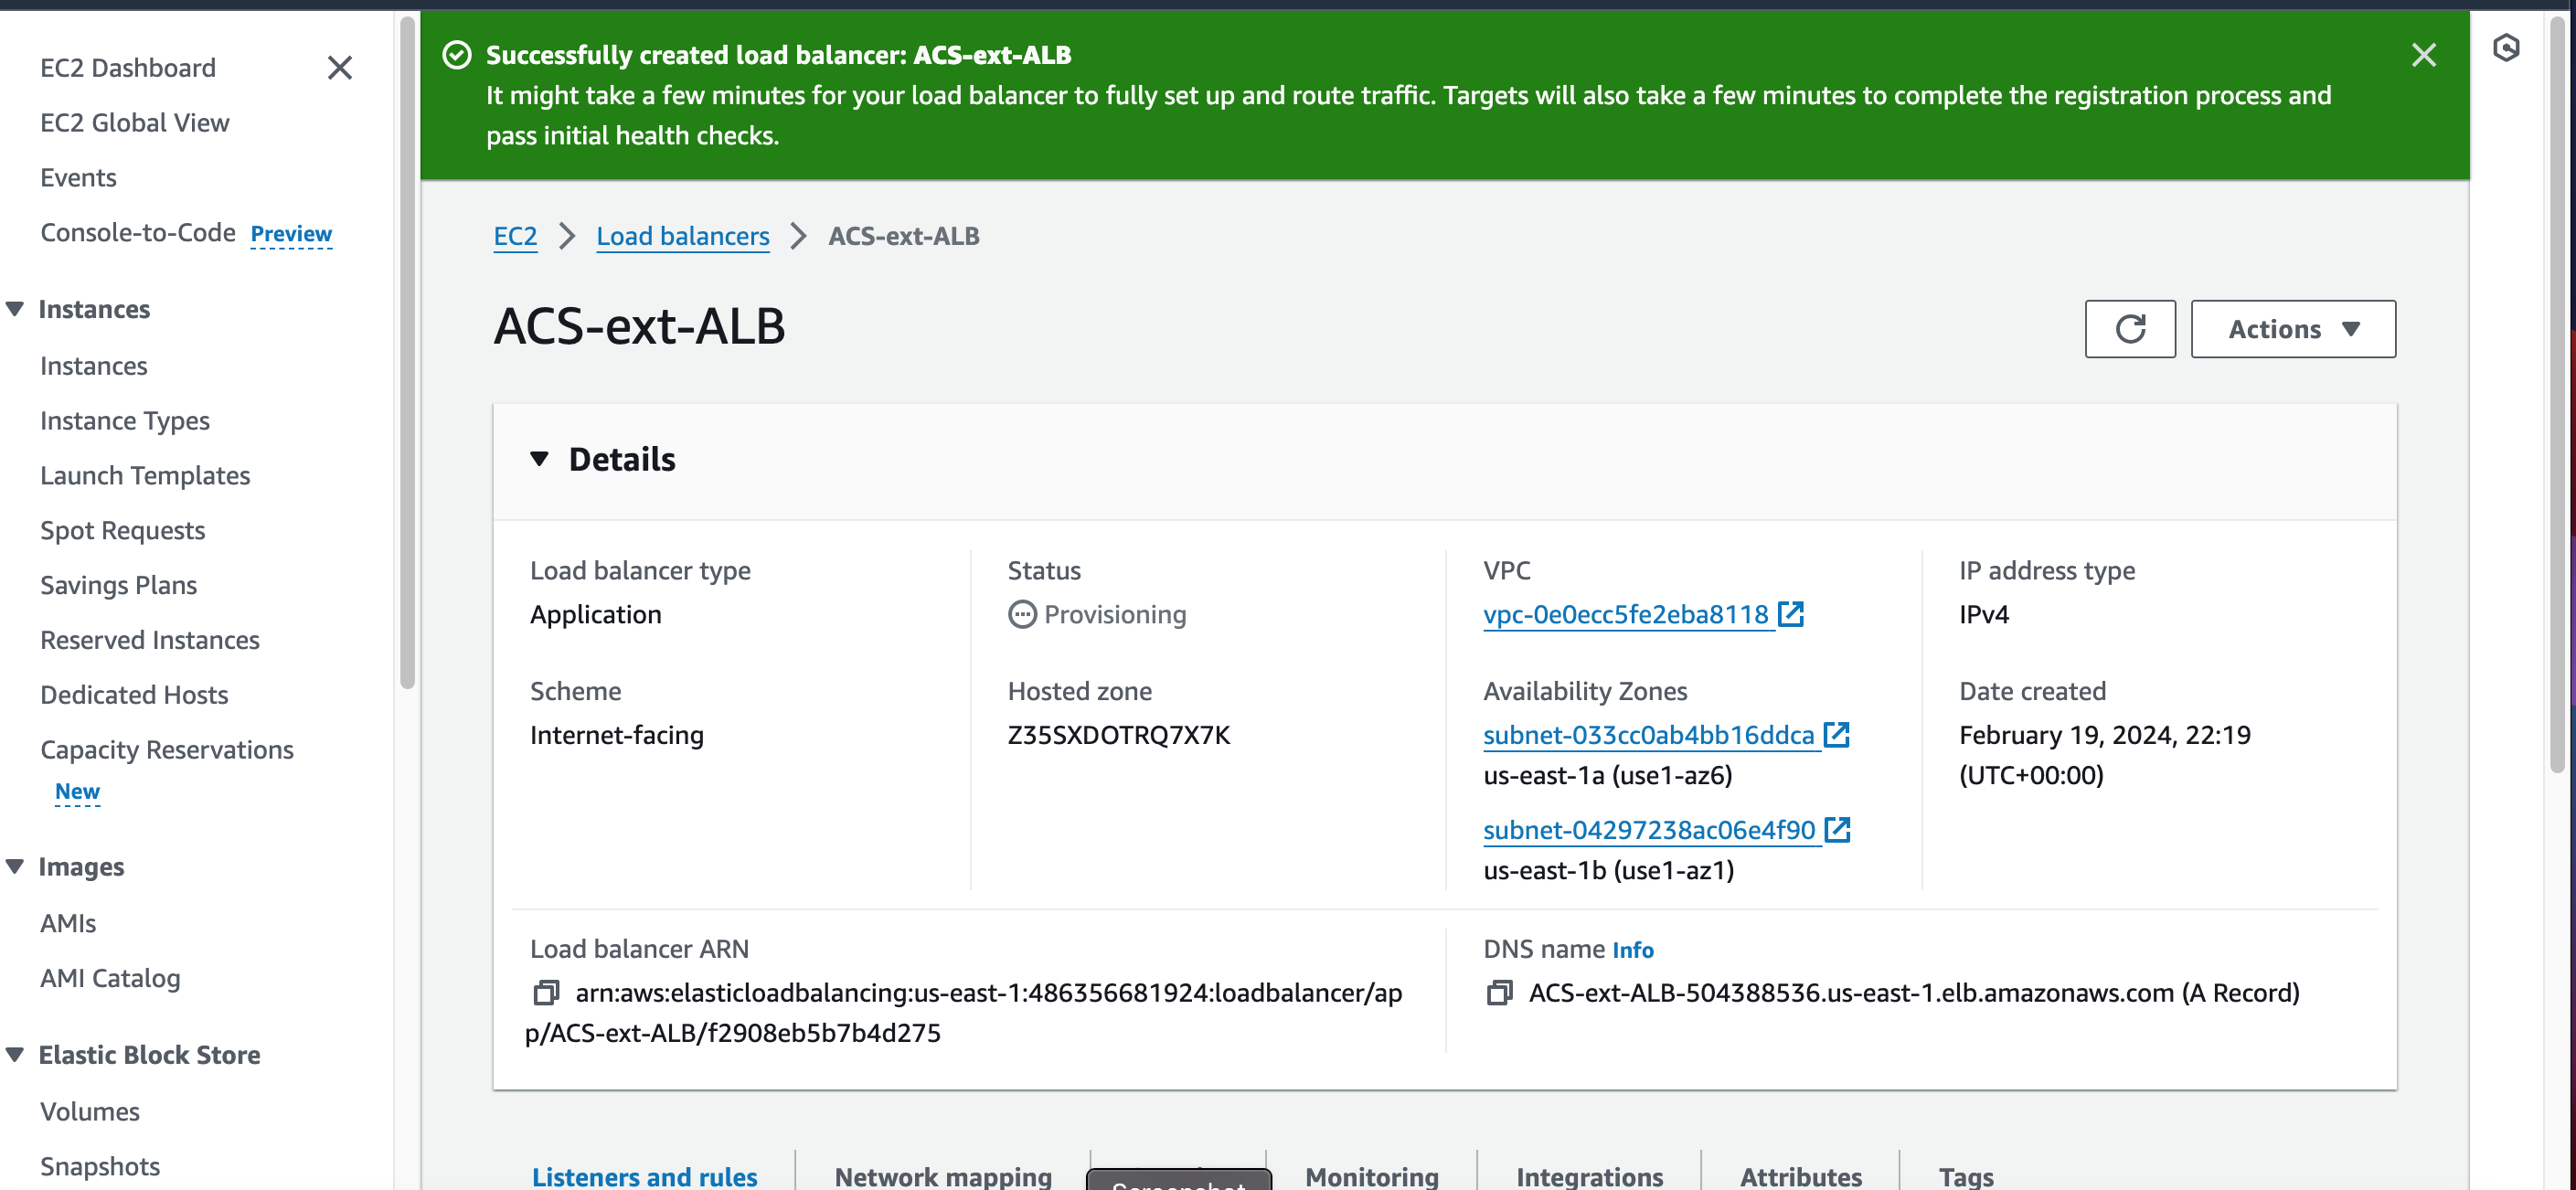 EC2 Dashboard
EC2 Global View
Events
Console-to-Code Preview
Instances
Instances
Instance Types
Launch Templates
Spot Requests
Savings Plans
Reserved Instances
Dedicated Hosts
Capacity Reservations
New
Images
AMIs
AMI Catalog
Elastic Block Store
Volumes
Snapshots
Successfully created load balancer: ACS-ext-ALB
It might take a few minutes for your load balancer to fully set up and route traffic. Targets will also take a few minutes to complete the registration process and
pass initial health checks.
EC2 Load balancers ACS-ext-ALB
ACS-ext-ALB
Actions
Details
Load balancer type
Application
Status
Provisioning
VPC
vpc-0e0ecc5fe2eba8118
IP address type
IPv4
Scheme
Internet-facing
Hosted zone
Z35SXDOTRQ7X7K
Availability Zones
subnet-033cc0ab4bb16ddca
us-east-1a (use1-az6)
subnet-04297238ac06e4f90
us-east-1b (use1-az1)
Date created
February 19, 2024, 22:19
(UTC+00:00)
Load balancer ARN
arn:aws:elasticloadbalancing:us-east-1:486356681924:loadbalancer/ap
p/ACS-ext-ALB/f2908eb5b7b4d275
DNS name Info
ACS-ext-ALB-504388536.us-east-1.elb.amazonaws.com (A Record)
Listeners and rules Network mapping Monitoring Integrations Attributes Tags
Screenshot